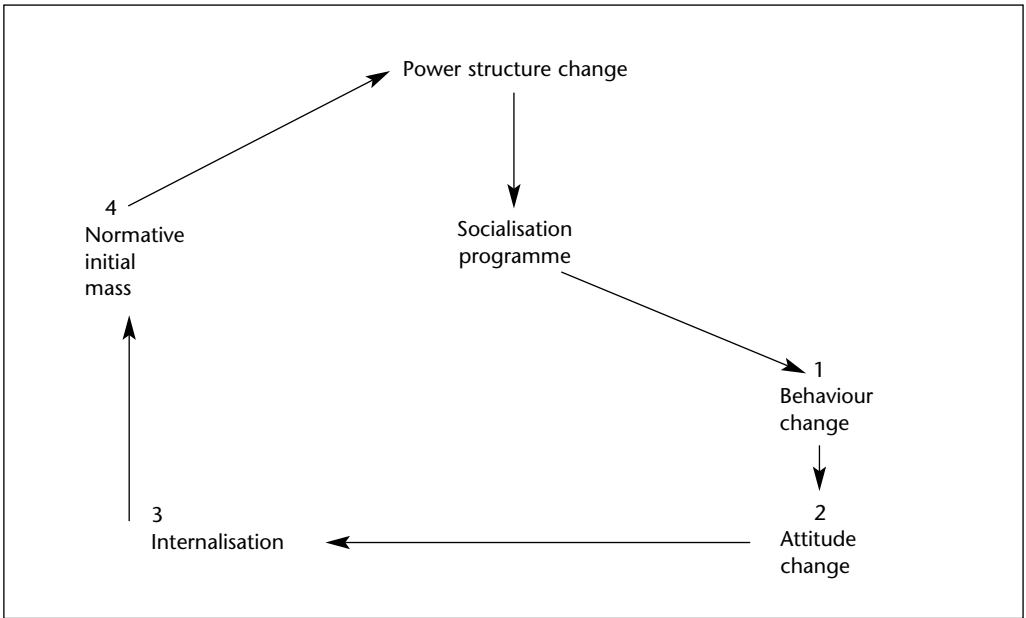 Power structure change
Socialisation
programme
1
Behaviour
change
2
Attitude
change
3
Internalisation
4
Normative
initial
mass